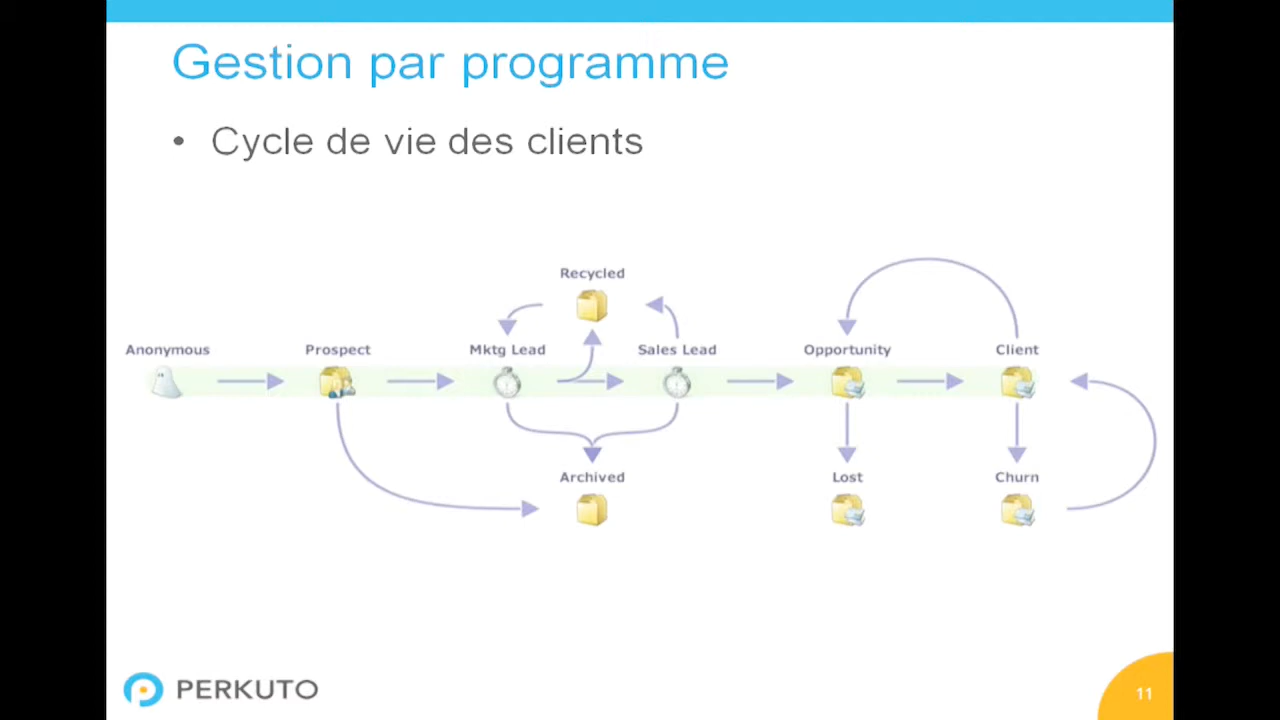 Gestion par programme
• Cycle de vie des clients
Recycled
Anonymous Prospect Mktg Lead Sales Lead Opportunity Client
Archived Lost Churn
PERKUTO
11